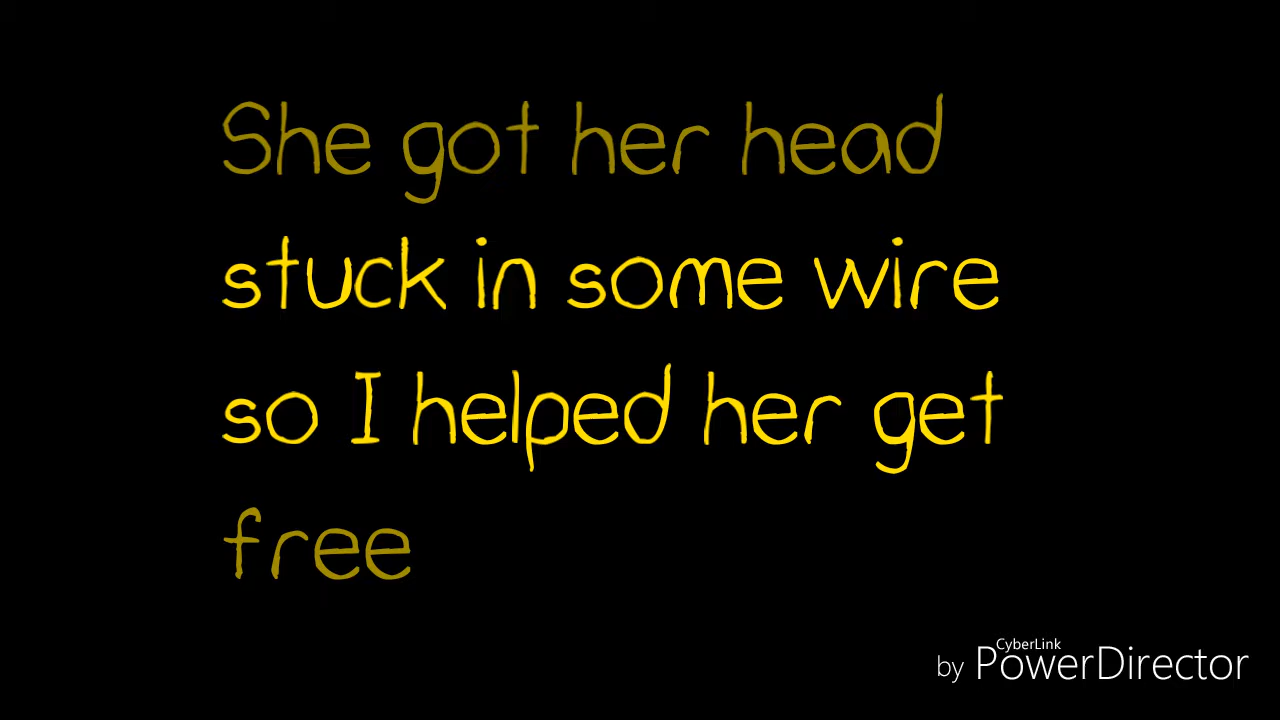 She got her head
stuck in some wire
so I helped her get
free
CyberLink
by PowerDirector